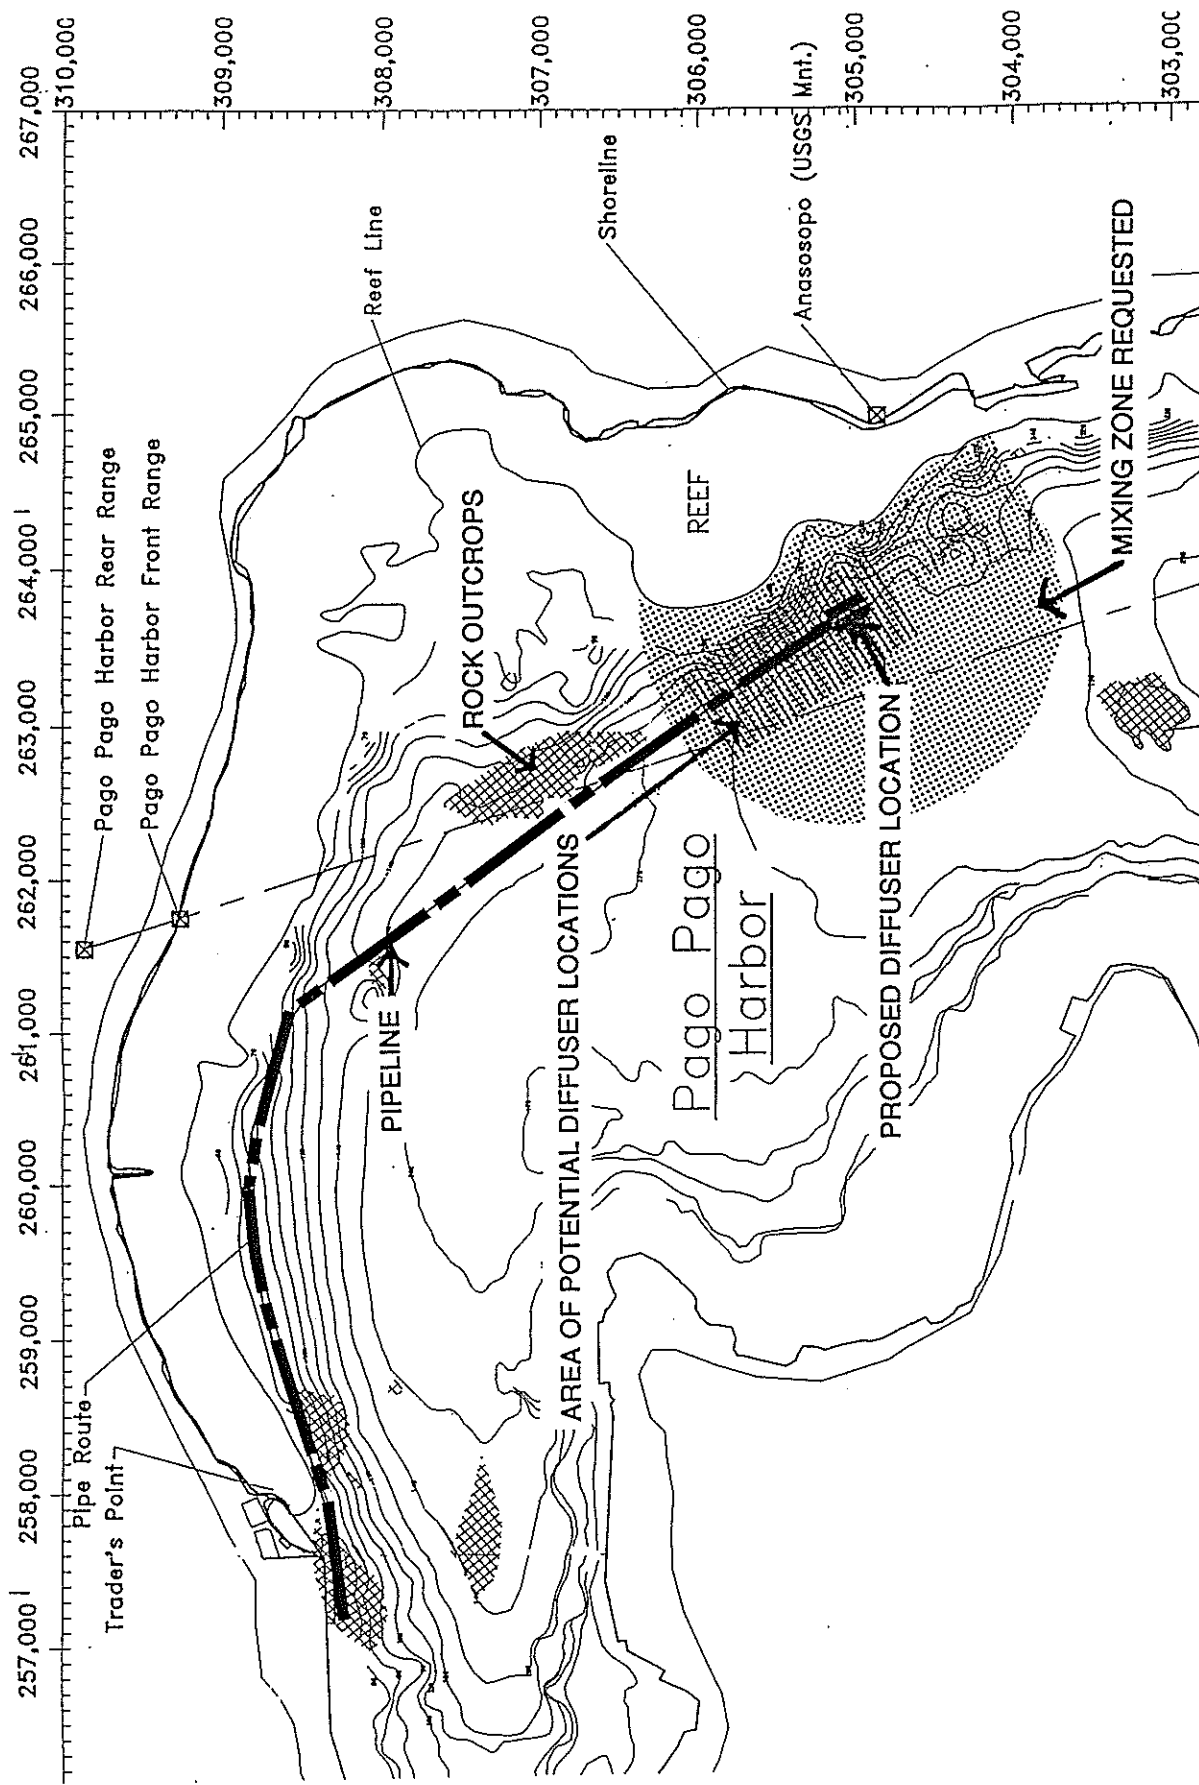 257,000
258,000
259,000
260,000
261,000
262,000
263,000
264,000
265,000
266,000
267,000
310,000
309,000
308,000
307,000
306,000
305,000
304,000
Pipe Route
Trader's Point
Pago Pago Harbor Rear Range
Pago Pago Harbor Front Range
Reef Line
Shoreline
Anasosopo (USGS Mnt.)
ROCK OUTCROPS
REEF
PIPELINE
AREA OF POTENTIAL DIFFUSER LOCATIONS
Pago Pago
Harbor
PROPOSED DIFFUSER LOCATION
MIXING ZONE REQUESTED